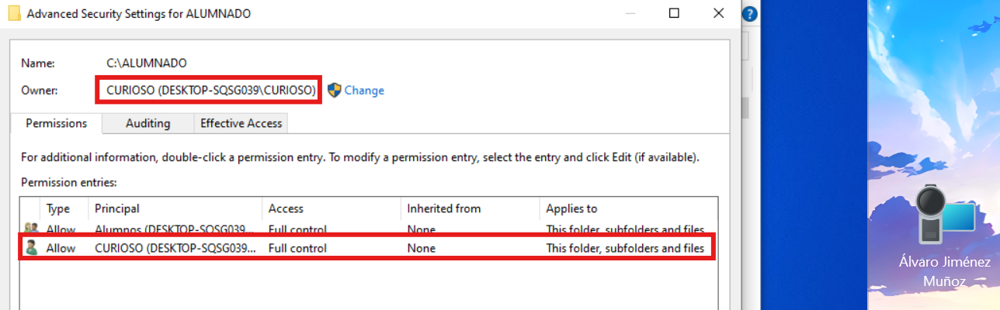 Advanced Security Settings for ALUMNADO
?
Name: C:\ALUMNADO
Owner: CURIOSO (DESKTOP-SQSG039\CURIOSO) Change
Permissions Auditing Effective Access
For additional information, double-click a permission entry. To modify a permission entry, select the entry and click Edit (if available).
Permission entries:
Type Principal Access Inherited from Applies to
Allow Alumnos (DESKTOP-SQSG039... Full control None This folder, subfolders and files
Allow CURIOSO (DESKTOP-SQSG039... Full control None This folder, subfolders and files
Álvaro Jiménez
Muñoz